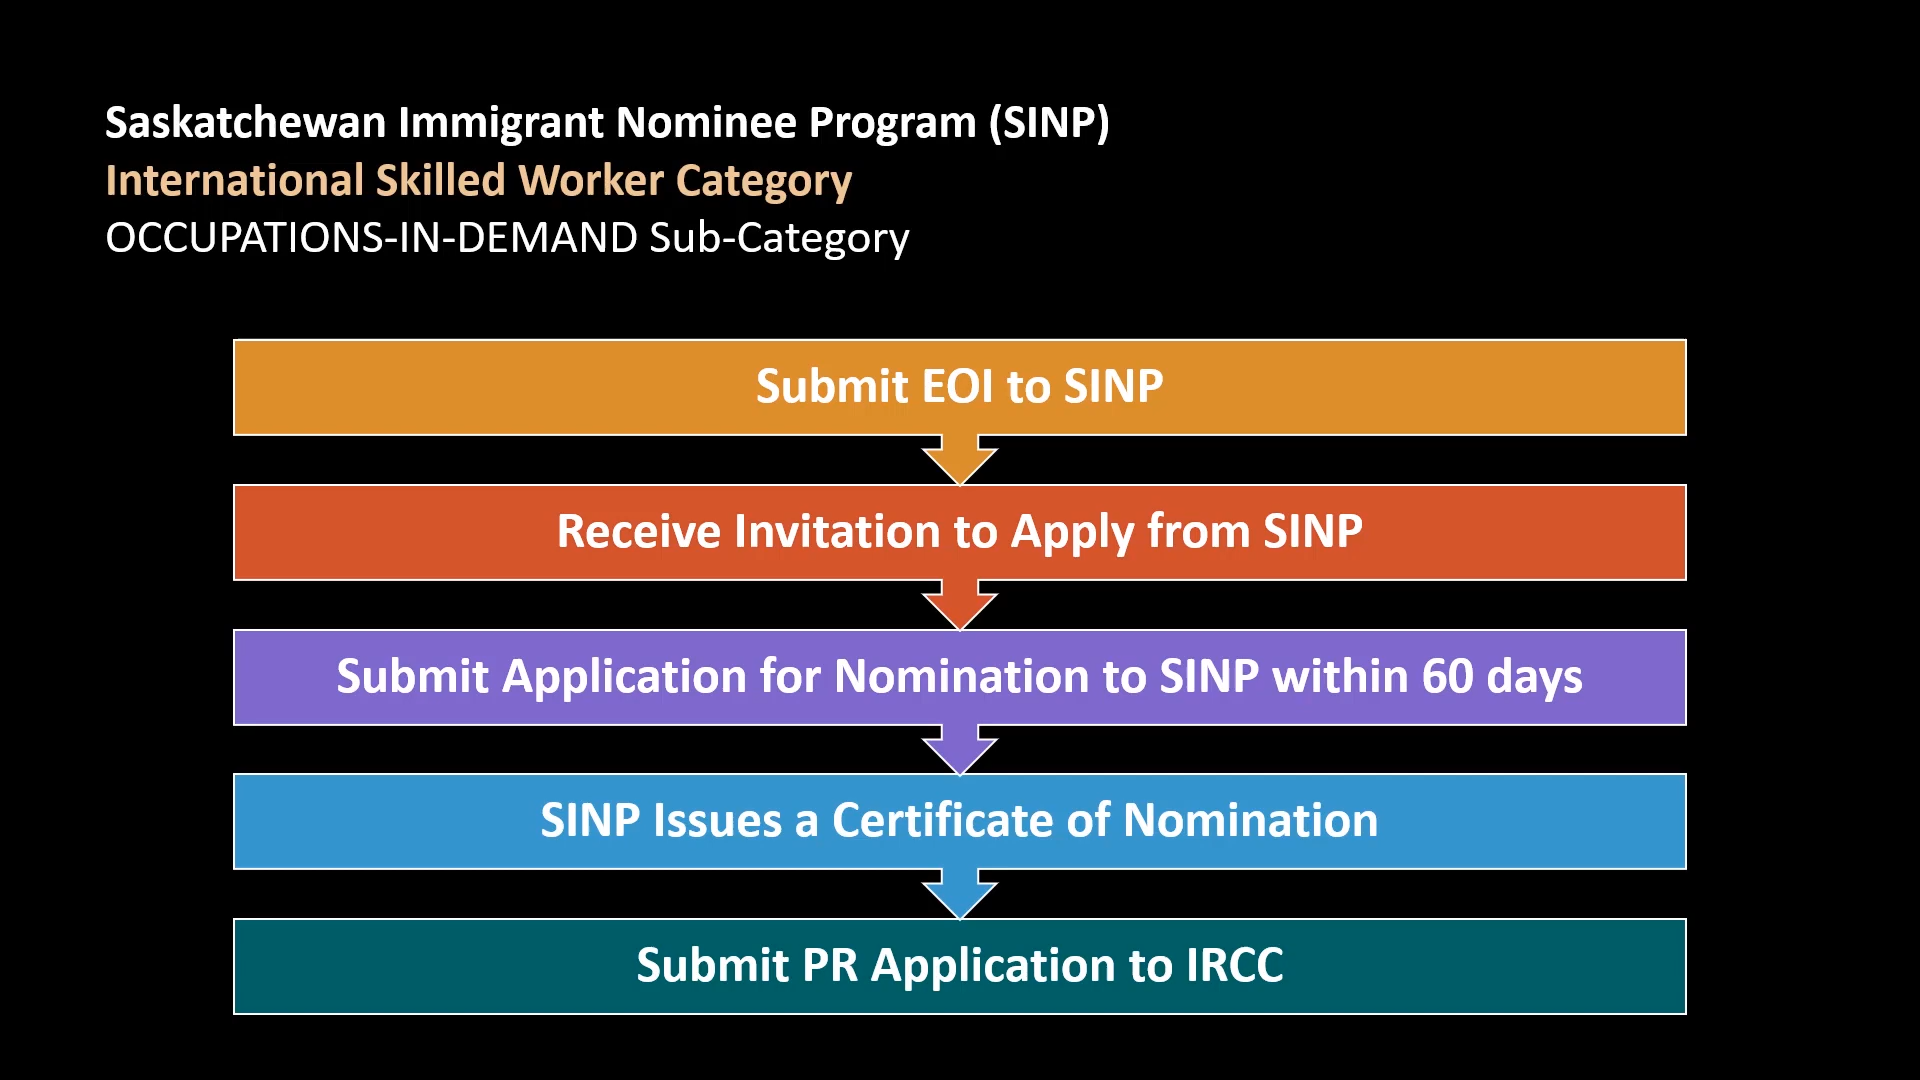 Saskatchewan Immigrant Nominee Program (SINP)
International Skilled Worker Category
OCCUPATIONS-IN-DEMAND Sub-Category
Submit EOI to SINP
Receive Invitation to Apply from SINP
Submit Application for Nomination to SINP within 60 days
SINP Issues a Certificate of Nomination
Submit PR Application to IRCC